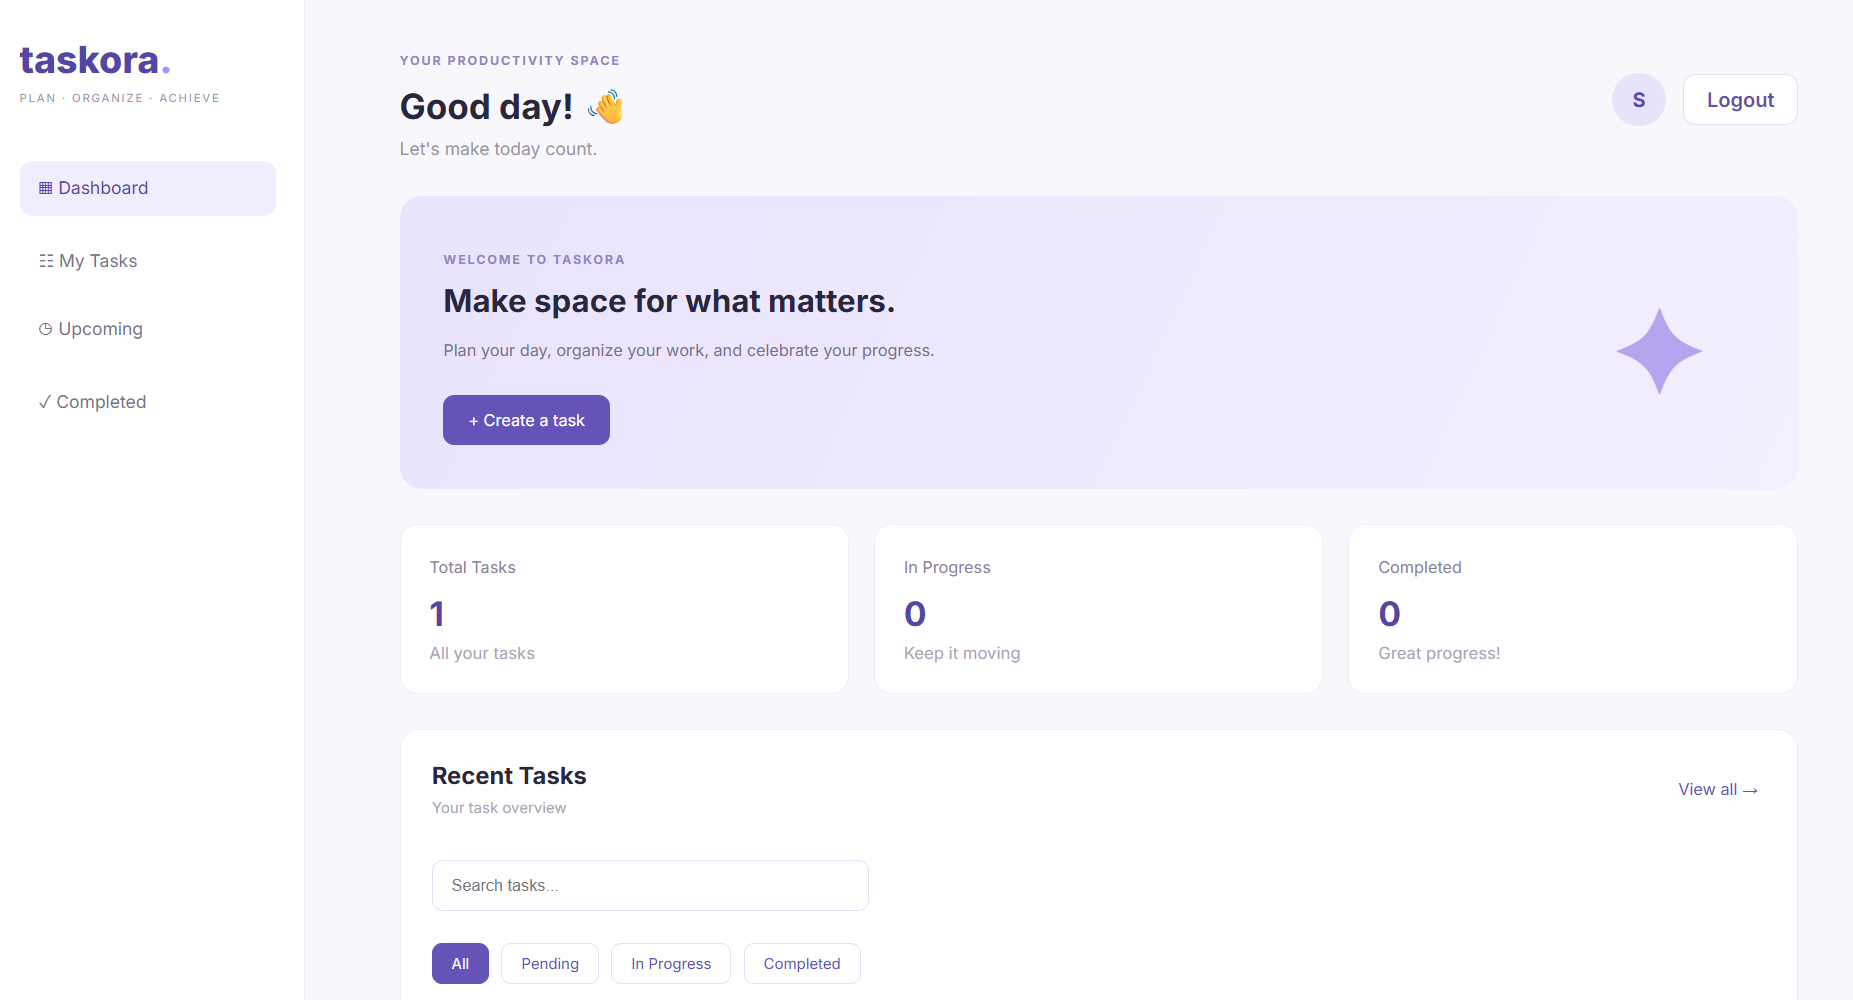 taskora.
PLAN · ORGANIZE · ACHIEVE
▦ Dashboard
☷ My Tasks
◷ Upcoming
✓ Completed
YOUR PRODUCTIVITY SPACE
Good day! 👋
Let's make today count.
S
Logout
WELCOME TO TASKORA
Make space for what matters.
Plan your day, organize your work, and celebrate your progress.
+ Create a task
Total Tasks
1
All your tasks
In Progress
0
Keep it moving
Completed
0
Great progress!
Recent Tasks
Your task overview
View all →
Search tasks...
All
Pending
In Progress
Completed